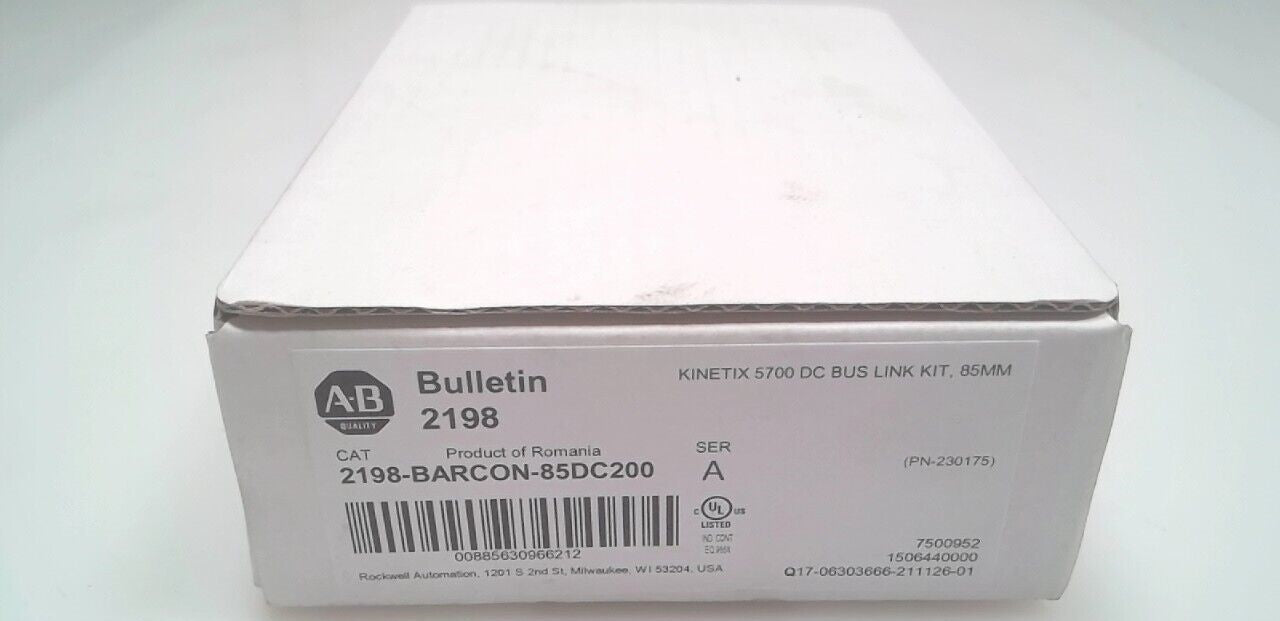 A-B
QUALITY
Bulletin
2198
KINETIX 5700 DC BUS LINK KIT, 85MM
CAT
Product of Romania
SER
2198-BARCON-85DC200
A
(PN-230175)
C UL US
LISTED
IND. CONT
00885630966212
7500952
1506440000
Q17-06303666-211126-01
Rockwell Automation, 1201 S 2nd St, Milwaukee, WI 53204, USA